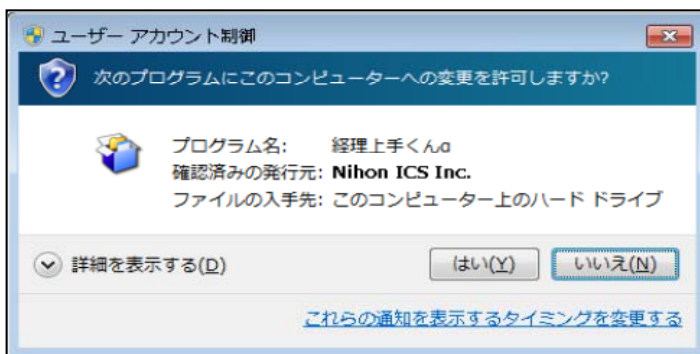 ユーザー アカウント制御
次のプログラムにこのコンピューターへの変更を許可しますか?
プログラム名: 経理上手くんα
確認済みの発行元: Nihon ICS Inc.
ファイルの入手先: このコンピューター上のハード ドライブ
詳細を表示する(D) はい(Y) いいえ(N)
これらの通知を表示するタイミングを変更する